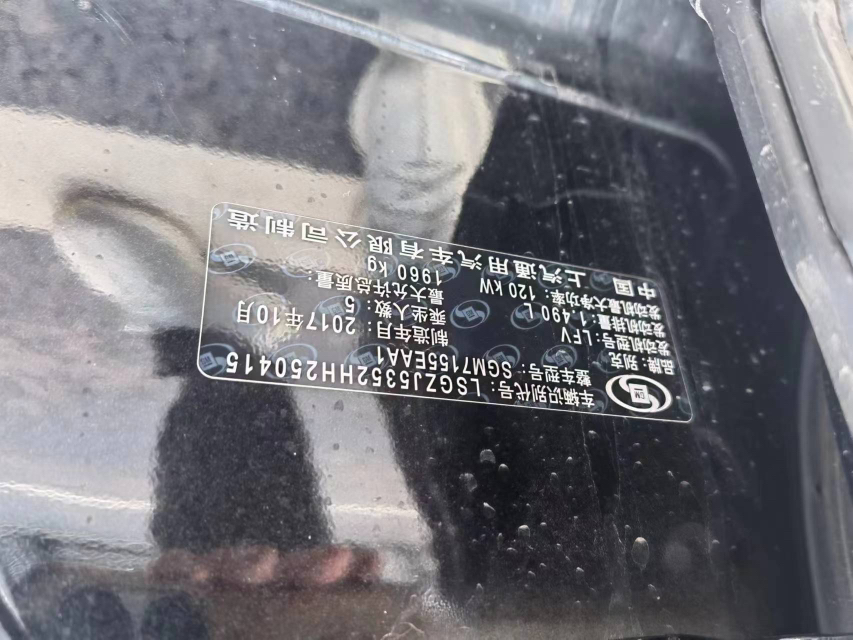 GM
车辆识别代号: LSGZJ5352HH250415
品牌: 别克
整车型号: SGM7155EAA1
发动机型号: LFV
制造年月: 2017年10月
发动机排量: 1.490 L
乘坐人数: 5
发动机最大净功率: 120 kW
最大允许总质量: 1960 kg
中国 上汽通用汽车有限公司制造